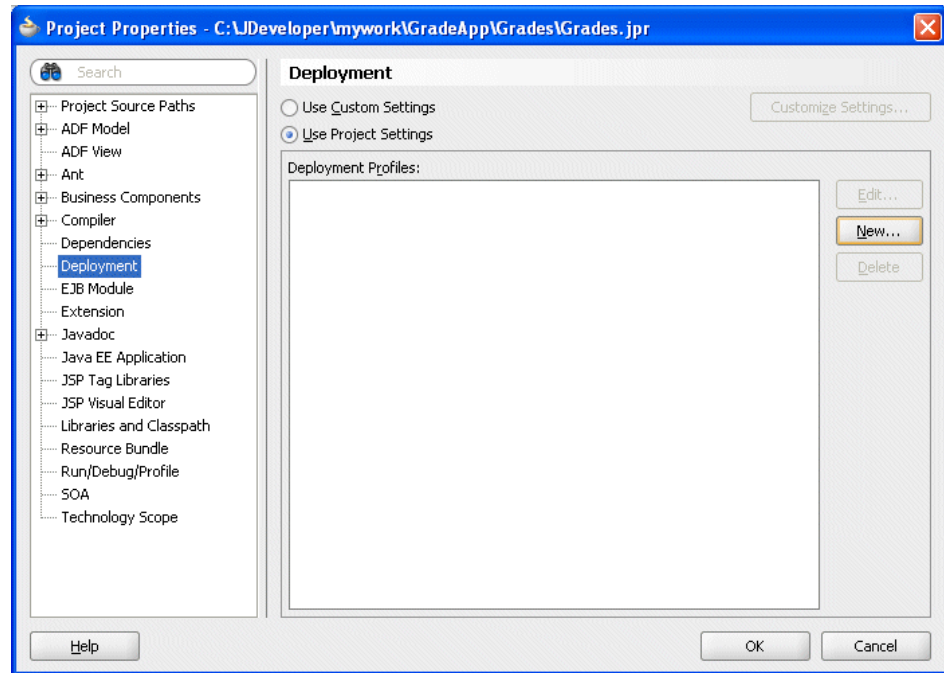 Project Properties - C:\JDeveloper\mywork\GradeApp\Grades\Grades.jpr
Search
Project Source Paths
ADF Model
ADF View
Ant
Business Components
Compiler
Dependencies
Deployment
EJB Module
Extension
Javadoc
Java EE Application
JSP Tag Libraries
JSP Visual Editor
Libraries and Classpath
Resource Bundle
Run/Debug/Profile
SOA
Technology Scope
Deployment
Use Custom Settings
Customize Settings...
Use Project Settings
Deployment Profiles:
Edit...
New...
Delete
Help
OK
Cancel